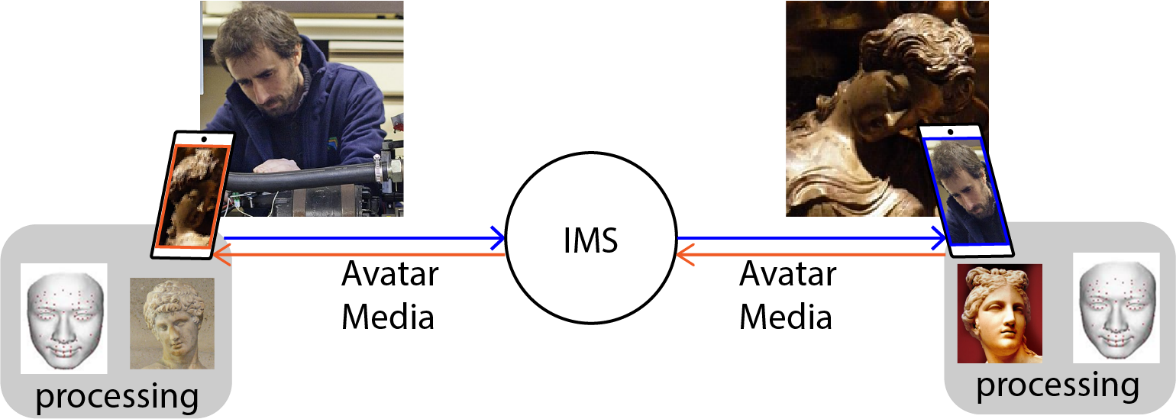 IMS
Avatar
Media
Avatar
Media
processing
processing